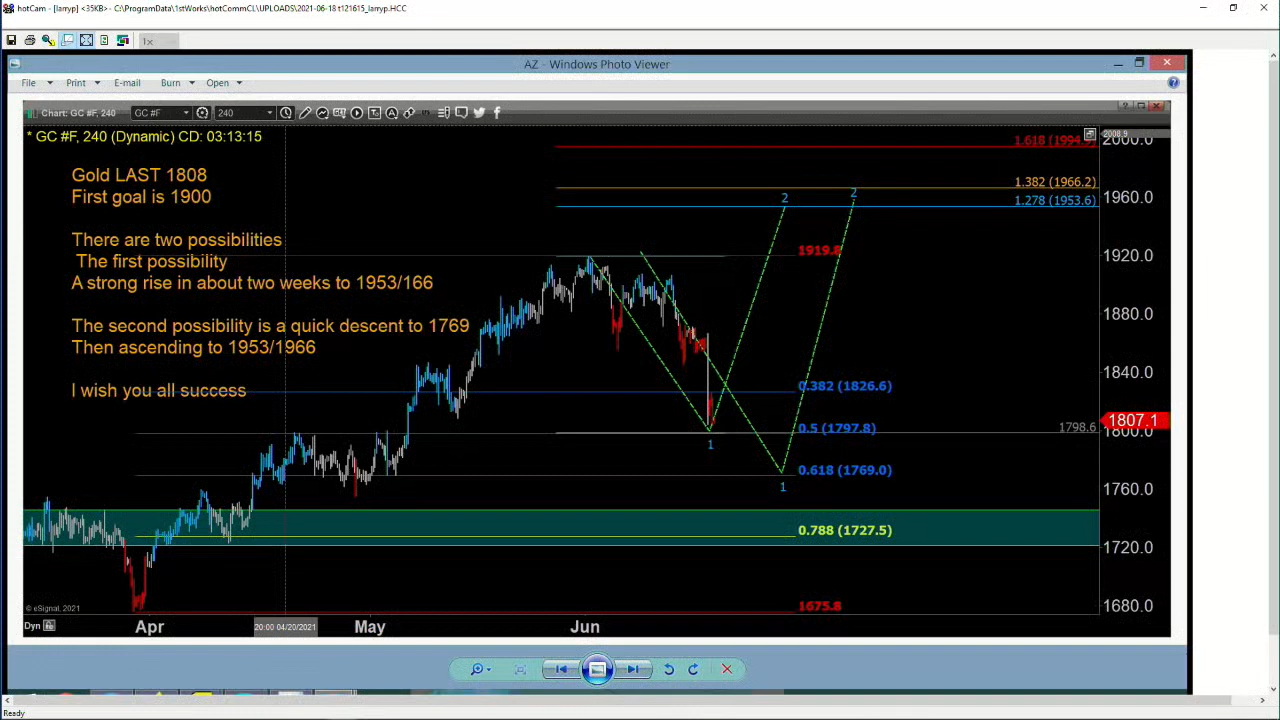 hotCam - [larryp] <35KB> - C:\ProgramData\1stWorks\hotCommCL\UPLOADS\2021-06-18 t121615_larryp.HCC
1x
AZ - Windows Photo Viewer
File Print E-mail Burn Open
Chart: GC #F, 240 GC #F 240
* GC #F, 240 (Dynamic) CD: 03:13:15
Gold LAST 1808
First goal is 1900
There are two possibilities
The first possibility
A strong rise in about two weeks to 1953/166
The second possibility is a quick descent to 1769
Then ascending to 1953/1966
I wish you all success
2008.9
2000.0
1.618 (1994.9)
1.382 (1966.2)
1960.0
1.278 (1953.6)
2 2
1919.8
1920.0
1880.0
1840.0
0.382 (1826.6)
1807.1
0.5 (1797.8)
1798.6
1800.0
1
0.618 (1769.0)
1
1760.0
0.788 (1727.5)
1720.0
1675.8
1680.0
© eSignal, 2021
Dyn
Apr 20:00 04/20/2021 May Jun
Ready